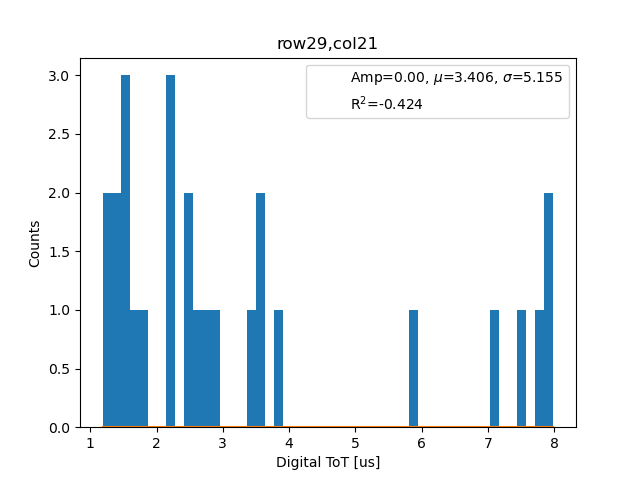 row29,col21
Amp=0.00, μ=3.406, σ=5.155
R²=-0.424
3.0
2.5
2.0
1.5
1.0
0.5
0.0
Counts
1 2 3 4 5 6 7 8
Digital ToT [us]